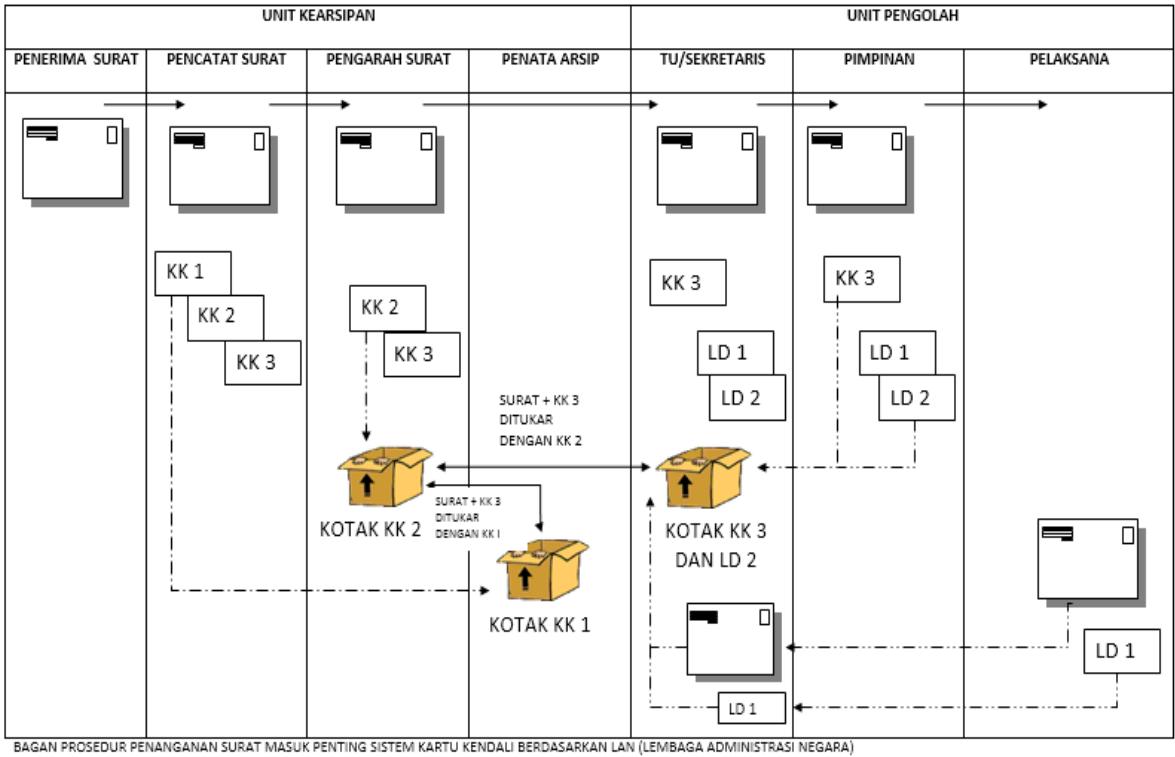 UNIT KEARSIPAN
UNIT PENGOLAH
PENERIMA SURAT
PENCATAT SURAT
PENGARAH SURAT
PENATA ARSIP
TU/SEKRETARIS
PIMPINAN
PELAKSANA
KK 1
KK 2
KK 3
KK 2
KK 3
KK 3
LD 1
LD 2
KK 3
LD 1
LD 2
SURAT + KK 3
DITUKAR
DENGAN KK 2
KOTAK KK 2
SURAT + KK 3
DITUKAR
DENGAN KK I
KOTAK KK 1
KOTAK KK 3
DAN LD 2
LD 1
LD 1
BAGAN PROSEDUR PENANGANAN SURAT MASUK PENTING SISTEM KARTU KENDALI BERDASARKAN LAN (LEMBAGA ADMINISTRASI NEGARA)